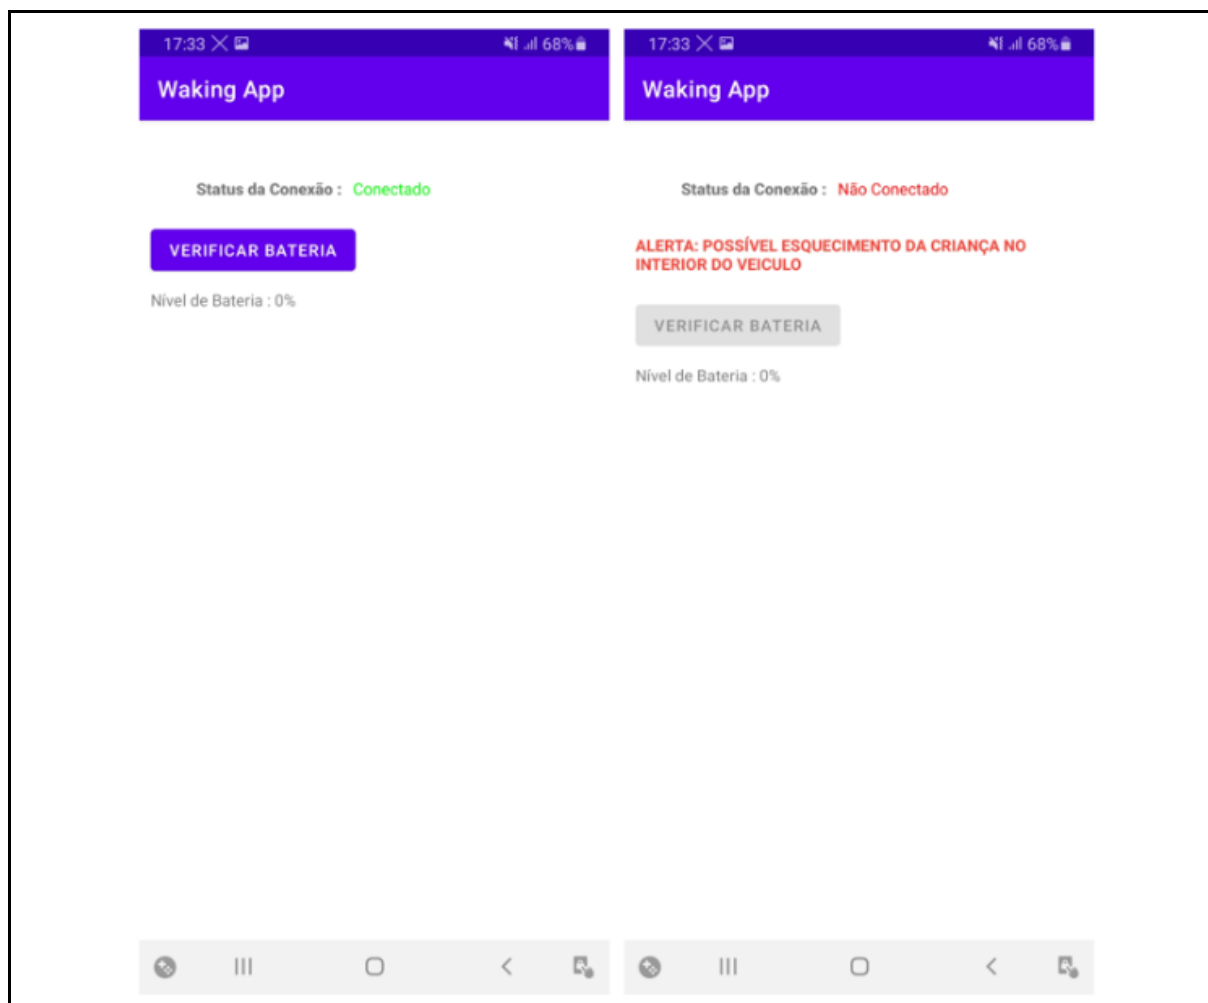 17:33 68%
Waking App
Status da Conexão : Conectado
VERIFICAR BATERIA
Nível de Bateria : 0%
17:33 68%
Waking App
Status da Conexão : Não Conectado
ALERTA: POSSÍVEL ESQUECIMENTO DA CRIANÇA NO
INTERIOR DO VEICULO
VERIFICAR BATERIA
Nível de Bateria : 0%